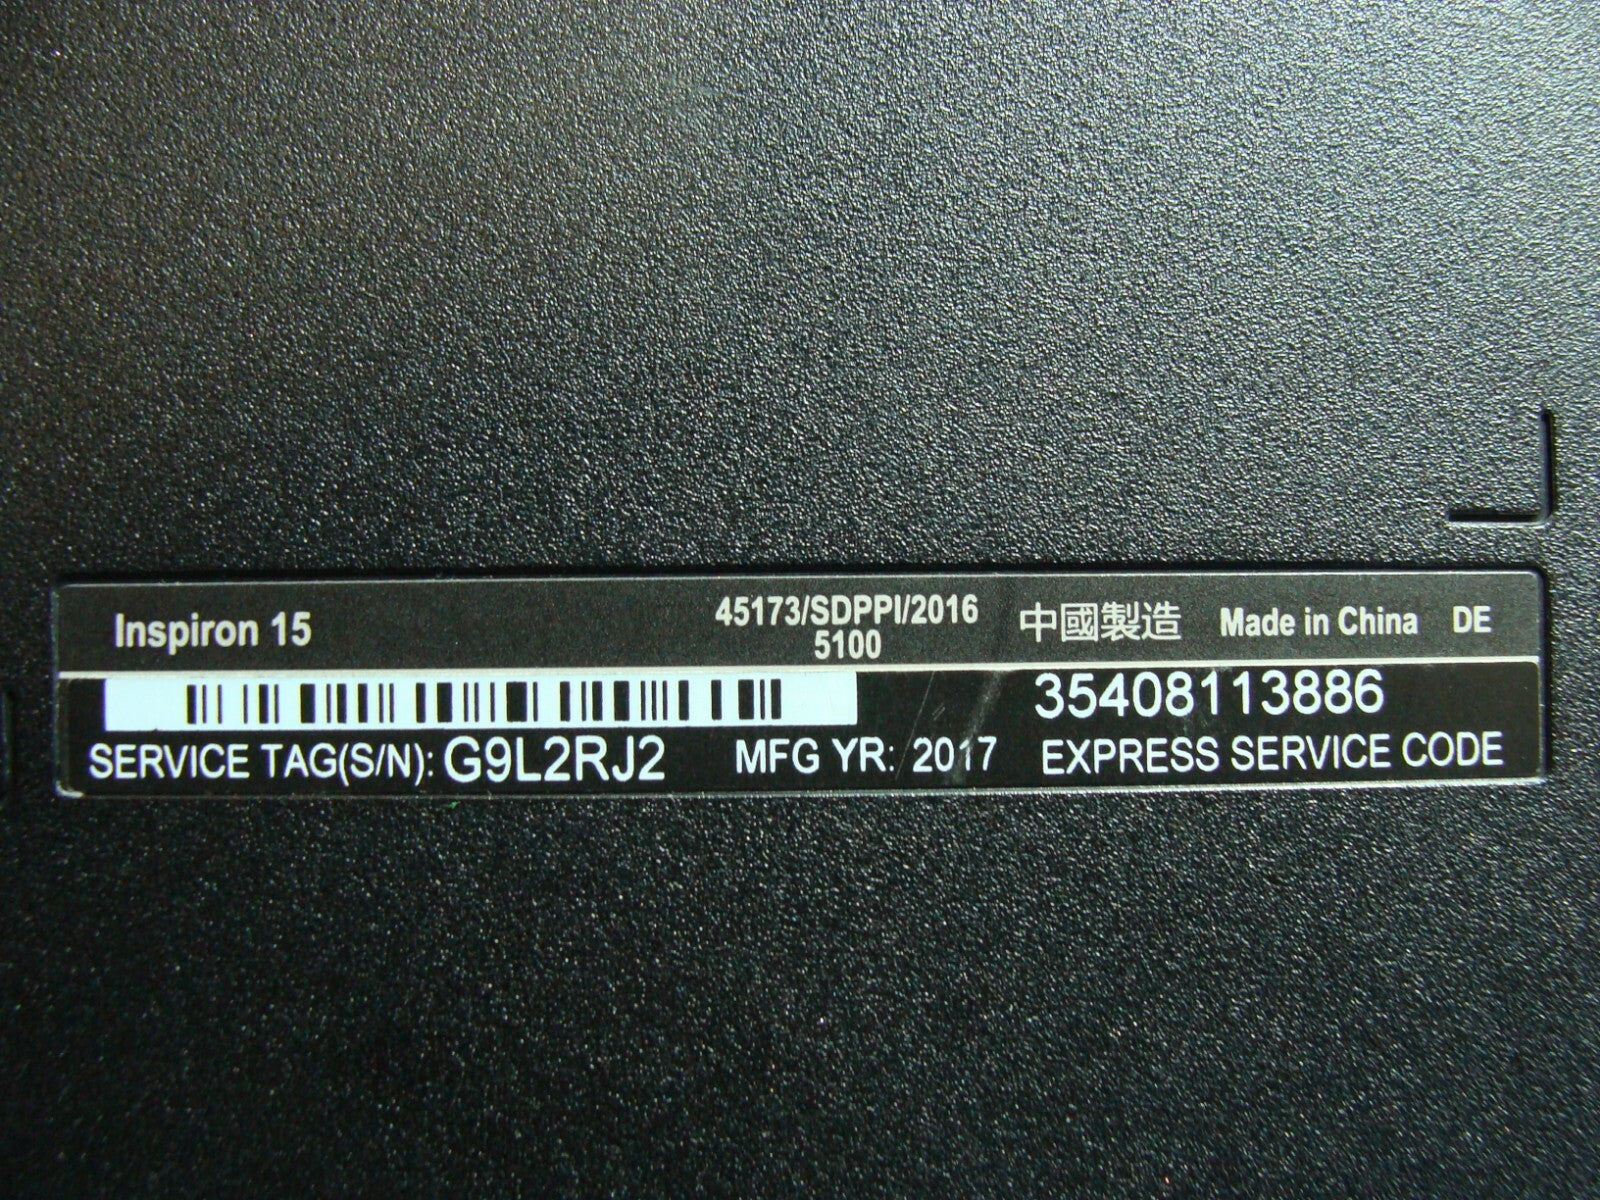 Inspiron 15
45173/SDPPI/2016
5100
中國製造 Made in China DE
35408113886
SERVICE TAG(S/N): G9L2RJ2 MFG YR: 2017 EXPRESS SERVICE CODE